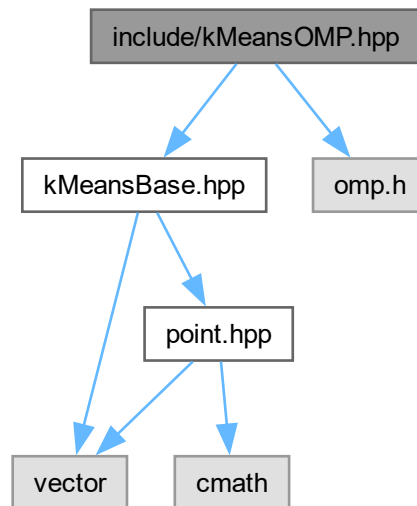 include/kMeansOMP.hpp
kMeansBase.hpp
omp.h
point.hpp
vector
cmath